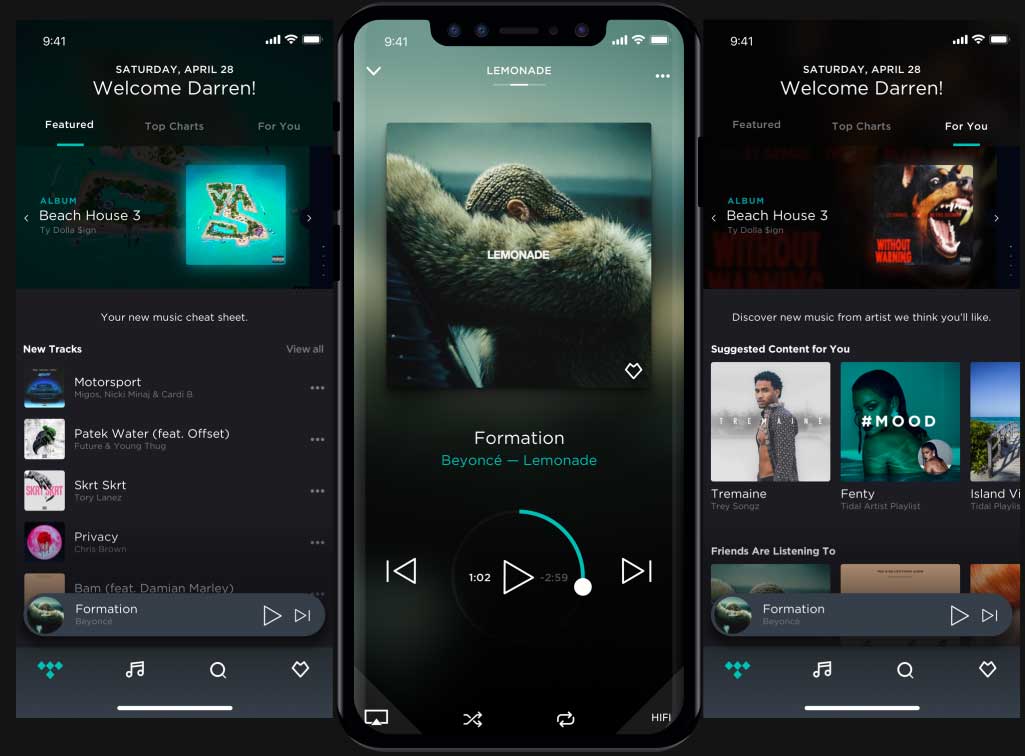 9:41
SATURDAY, APRIL 28
Welcome Darren!
Featured
Top Charts
For You
ALBUM
Beach House 3
Ty Dolla $ign
Your new music cheat sheet.
New Tracks
View all
Motorsport
Migos, Nicki Minaj & Cardi B
Patek Water (feat. Offset)
Future & Young Thug
SKRT SKRT
Skrt Skrt
Tory Lanez
Privacy
Chris Brown
Bam (feat. Damian Marley)
Formation
Beyoncé
9:41
LEMONADE
LEMONADE
Formation
Beyoncé — Lemonade
1:02
-2:59
HIFI
9:41
SATURDAY, APRIL 28
Welcome Darren!
Featured
Top Charts
For You
ALBUM
Beach House 3
Ty Dolla $ign
WITHOUT
WARNING
WITHOUT
WARNING
Discover new music from artist we think you'll like.
Suggested Content for You
TREMAINE
#MOOD
Tremaine
Trey Songz
Fenty
Tidal Artist Playlist
Island Vi
Tidal Playlis
Friends Are Listening To
Formation
Beyoncé